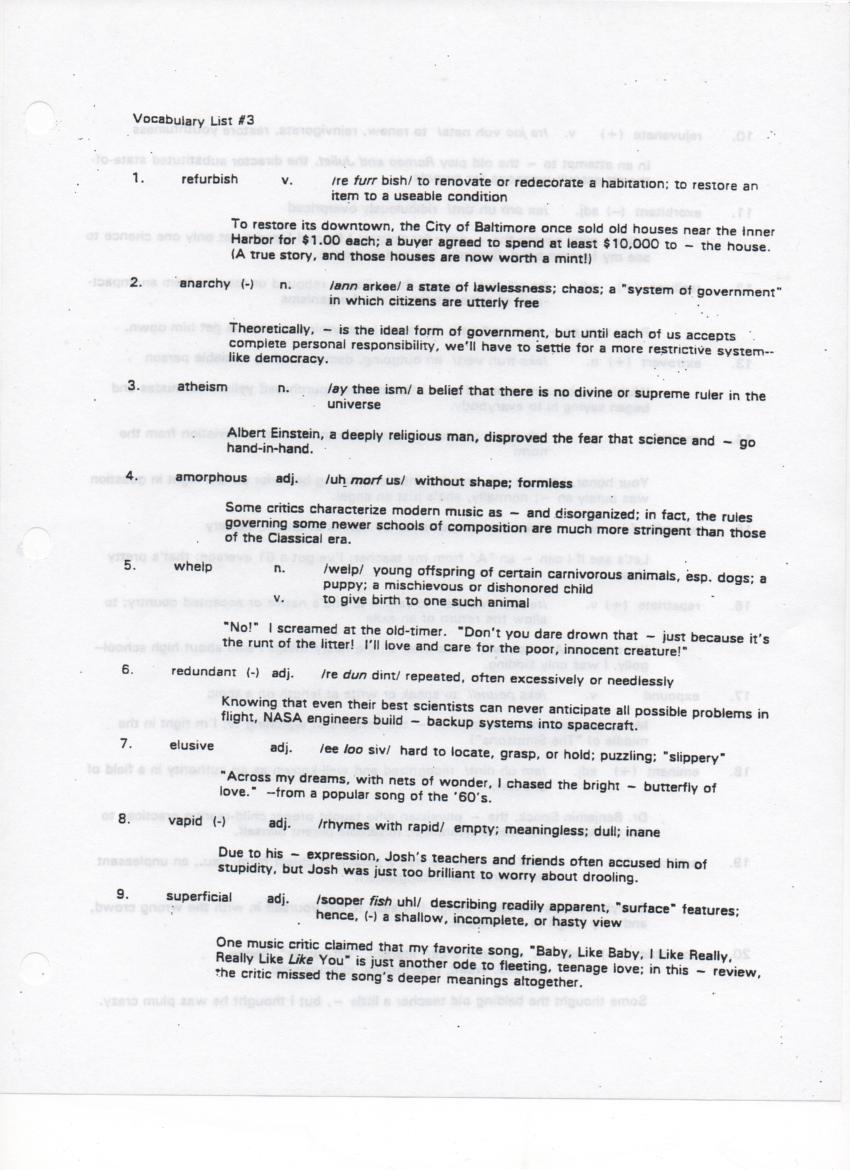 Vocabulary List #3
1. refurbish v. /re furr bish/ to renovate or redecorate a habitation; to restore an
item to a useable condition
To restore its downtown, the City of Baltimore once sold old houses near the Inner
Harbor for $1.00 each; a buyer agreed to spend at least $10,000 to – the house.
(A true story, and those houses are now worth a mint!)
2. anarchy (-) n. /ann arkee/ a state of lawlessness; chaos; a "system of government"
in which citizens are utterly free
Theoretically, – is the ideal form of government, but until each of us accepts
complete personal responsibility, we'll have to settle for a more restrictive system--
like democracy.
3. atheism n. /ay thee ism/ a belief that there is no divine or supreme ruler in the
universe
Albert Einstein, a deeply religious man, disproved the fear that science and – go
hand-in-hand.
4. amorphous adj. /uh morf us/ without shape; formless
Some critics characterize modern music as – and disorganized; in fact, the rules
governing some newer schools of composition are much more stringent than those
of the Classical era.
5. whelp n. /welp/ young offspring of certain carnivorous animals, esp. dogs; a
puppy; a mischievous or dishonored child
v. to give birth to one such animal
"No!" I screamed at the old-timer. "Don't you dare drown that – just because it's
the runt of the litter! I'll love and care for the poor, innocent creature!"
6. redundant (-) adj. /re dun dint/ repeated, often excessively or needlessly
Knowing that even their best scientists can never anticipate all possible problems in
flight, NASA engineers build – backup systems into spacecraft.
7. elusive adj. /ee loo siv/ hard to locate, grasp, or hold; puzzling; "slippery"
"Across my dreams, with nets of wonder, I chased the bright – butterfly of
love." --from a popular song of the '60's.
8. vapid (-) adj. /rhymes with rapid/ empty; meaningless; dull; inane
Due to his – expression, Josh's teachers and friends often accused him of
stupidity, but Josh was just too brilliant to worry about drooling.
9. superficial adj. /sooper fish uhl/ describing readily apparent, "surface" features;
hence, (-) a shallow, incomplete, or hasty view
One music critic claimed that my favorite song, "Baby, Like Baby, I Like Really,
Really Like Like You" is just another ode to fleeting, teenage love; in this – review,
the critic missed the song's deeper meanings altogether.